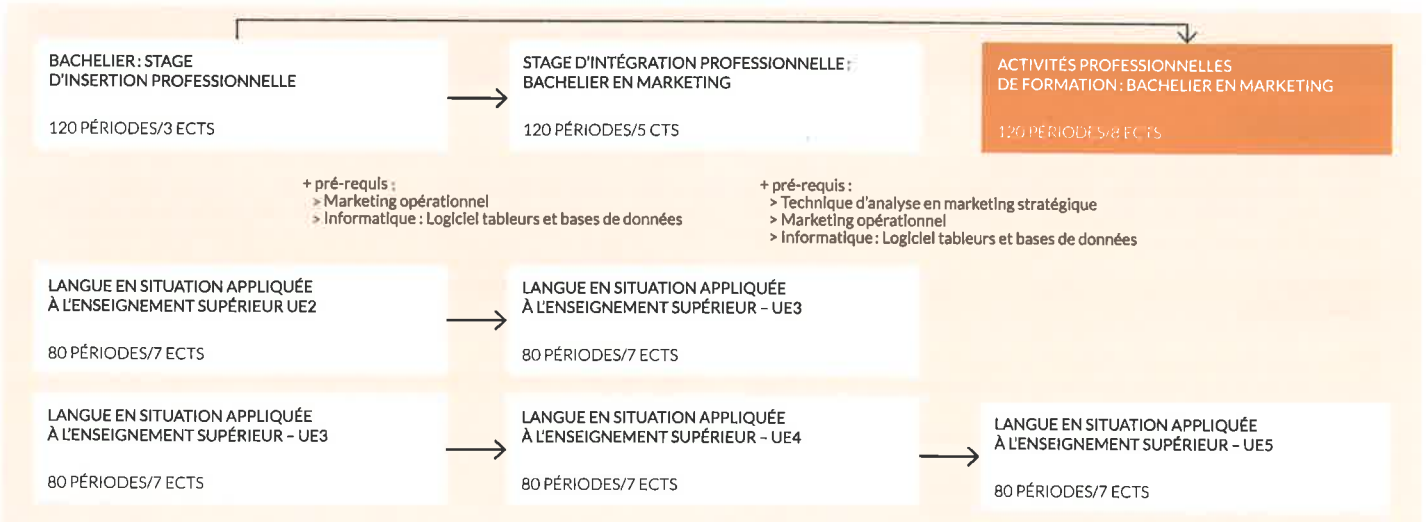 BACHELIER : STAGE
D'INSERTION PROFESSIONNELLE
120 PÉRIODES/3 ECTS
STAGE D'INTÉGRATION PROFESSIONNELLE :
BACHELIER EN MARKETING
120 PÉRIODES/5 CTS
ACTIVITÉS PROFESSIONNELLES
DE FORMATION : BACHELIER EN MARKETING
120 PÉRIODES/8 ECTS
+ pré-requis :
> Marketing opérationnel
> Informatique : Logiciel tableurs et bases de données
+ pré-requis :
> Technique d'analyse en marketing stratégique
> Marketing opérationnel
> Informatique : Logiciel tableurs et bases de données
LANGUE EN SITUATION APPLIQUÉE
À L'ENSEIGNEMENT SUPÉRIEUR UE2
80 PÉRIODES/7 ECTS
LANGUE EN SITUATION APPLIQUÉE
À L'ENSEIGNEMENT SUPÉRIEUR – UE3
80 PÉRIODES/7 ECTS
LANGUE EN SITUATION APPLIQUÉE
À L'ENSEIGNEMENT SUPÉRIEUR – UE3
80 PÉRIODES/7 ECTS
LANGUE EN SITUATION APPLIQUÉE
À L'ENSEIGNEMENT SUPÉRIEUR – UE4
80 PÉRIODES/7 ECTS
LANGUE EN SITUATION APPLIQUÉE
À L'ENSEIGNEMENT SUPÉRIEUR – UE5
80 PÉRIODES/7 ECTS